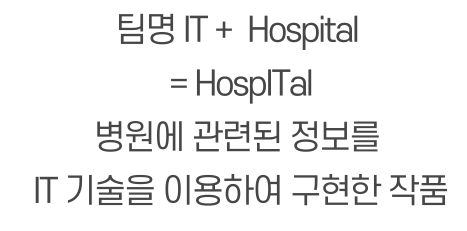 팀명 IT + Hospital
= HospITal
병원에 관련된 정보를
IT 기술을 이용하여 구현한 작품